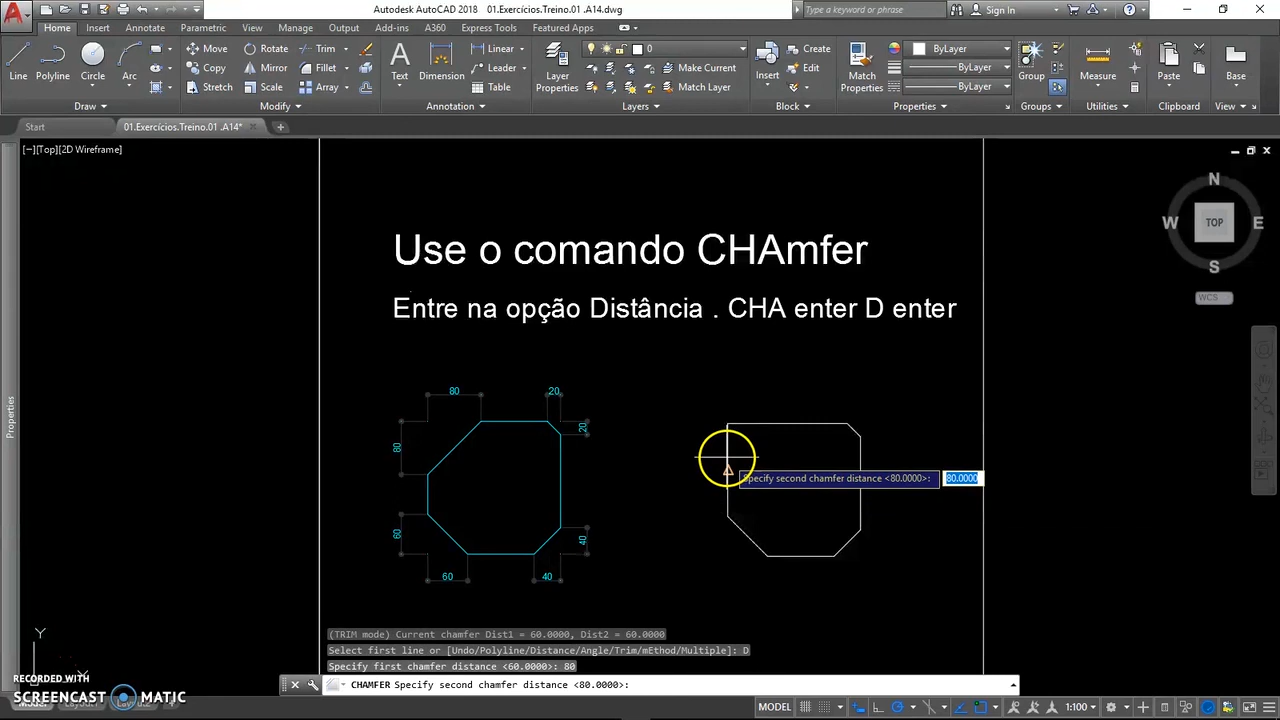 Autodesk AutoCAD 2018 01.Exercícios.Treino.01 .A14.dwg
Type a keyword or phrase
Sign In
Home Insert Annotate Parametric View Manage Output Add-ins A360 Express Tools Featured Apps
Line Polyline Circle Arc
Move Rotate Trim
Copy Mirror Fillet
Stretch Scale Array
Text Dimension
Linear
Leader
Table
Layer Properties
0
Make Current
Match Layer
Insert
Create
Edit
Match Properties
ByLayer
ByLayer
ByLayer
Group
Measure
Paste
Base
Draw Modify Annotation Layers Block Properties Groups Utilities Clipboard View
Start 01.Exercícios.Treino.01 .A14*
[−][Top][2D Wireframe]
N
W TOP E
S
WCS
Properties
Use o comando CHAmfer
Entre na opção Distância . CHA enter D enter
80 20
20
80
60
40
60 40
Specify second chamfer distance <80.0000>: 80.0000
Y
(TRIM mode) Current chamfer Dist1 = 60.0000, Dist2 = 60.0000
Select first line or [Undo/Polyline/Distance/Angle/Trim/mEthod/Multiple]: D
Specify first chamfer distance <60.0000>: 80
CHAMFER Specify second chamfer distance <80.0000>:
RECORDED WITH
SCREENCAST MATIC
MODEL 1:100